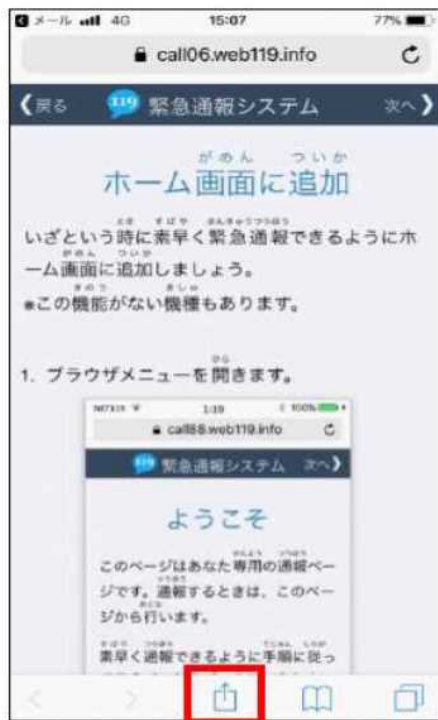 メール 4G 15:07 77%
call06.web119.info
戻る 119 緊急通報システム 次へ
がめん ついか
ホーム画面に追加
とき すばや きんきゅうつうほう
いざという時に素早く緊急通報できるようにホ
がめん ついか
ーム画面に追加しましょう。
きのう きしゅ
※この機能がない機種もあります。
ひら
1. ブラウザメニューを開きます。
NET119 1:19 100%
call88.web119.info
119 緊急通報システム 次へ
ようこそ
せんよう つうほう
このページはあなた専用の通報ペー
つうほう
ジです。通報するときは、このペー
おこな
ジから行います。
すばや つうほう てじゅん したが
素早く通報できるように手順に従っ